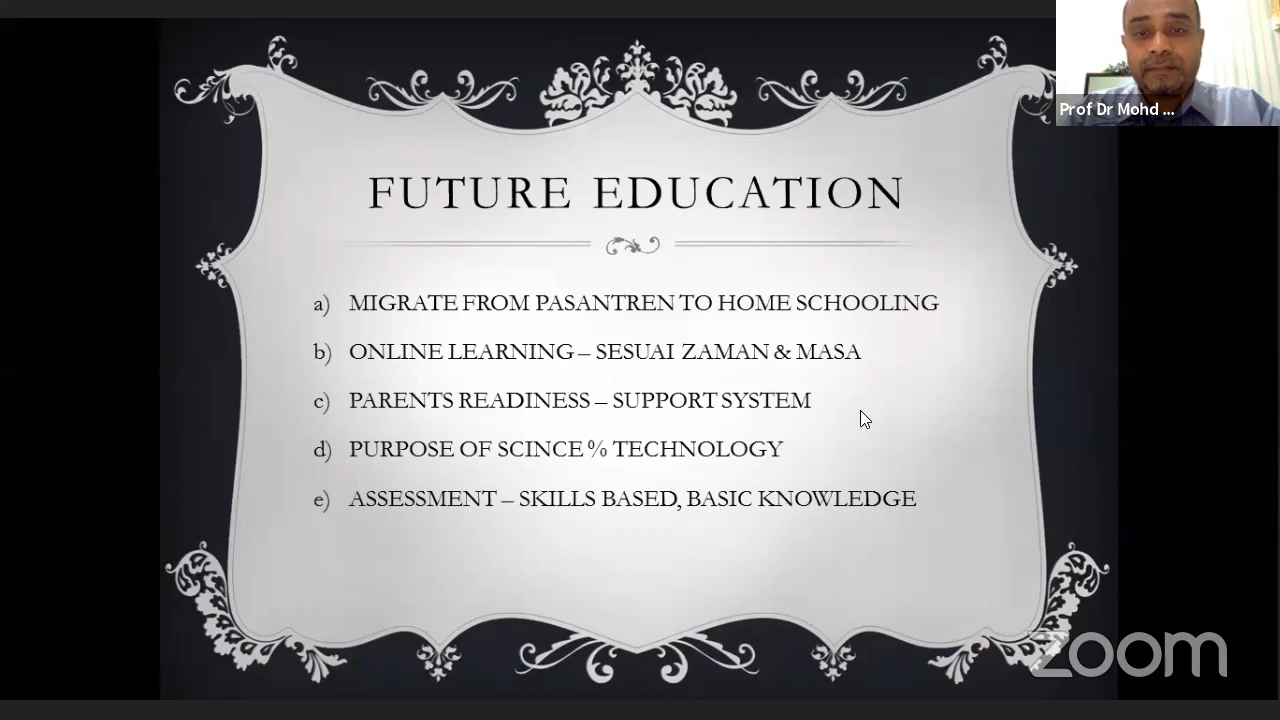 Prof Dr Mohd ...
FUTURE EDUCATION
a) MIGRATE FROM PASANTREN TO HOME SCHOOLING
b) ONLINE LEARNING – SESUAI ZAMAN & MASA
c) PARENTS READINESS – SUPPORT SYSTEM
d) PURPOSE OF SCINCE % TECHNOLOGY
e) ASSESSMENT – SKILLS BASED, BASIC KNOWLEDGE
zoom